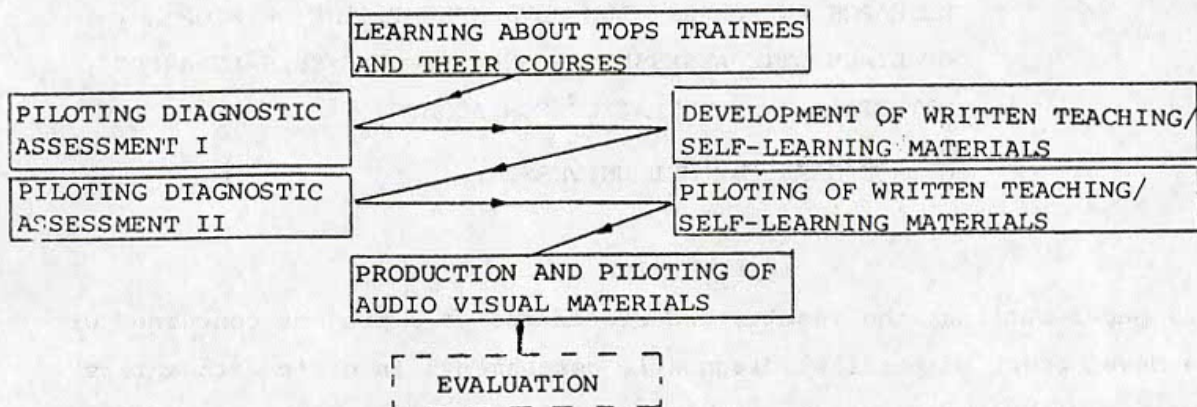 LEARNING ABOUT TOPS TRAINEES
AND THEIR COURSES
PILOTING DIAGNOSTIC
ASSESSMENT I
DEVELOPMENT OF WRITTEN TEACHING/
SELF-LEARNING MATERIALS
PILOTING DIAGNOSTIC
ASSESSMENT II
PILOTING OF WRITTEN TEACHING/
SELF-LEARNING MATERIALS
PRODUCTION AND PILOTING OF
AUDIO VISUAL MATERIALS
EVALUATION